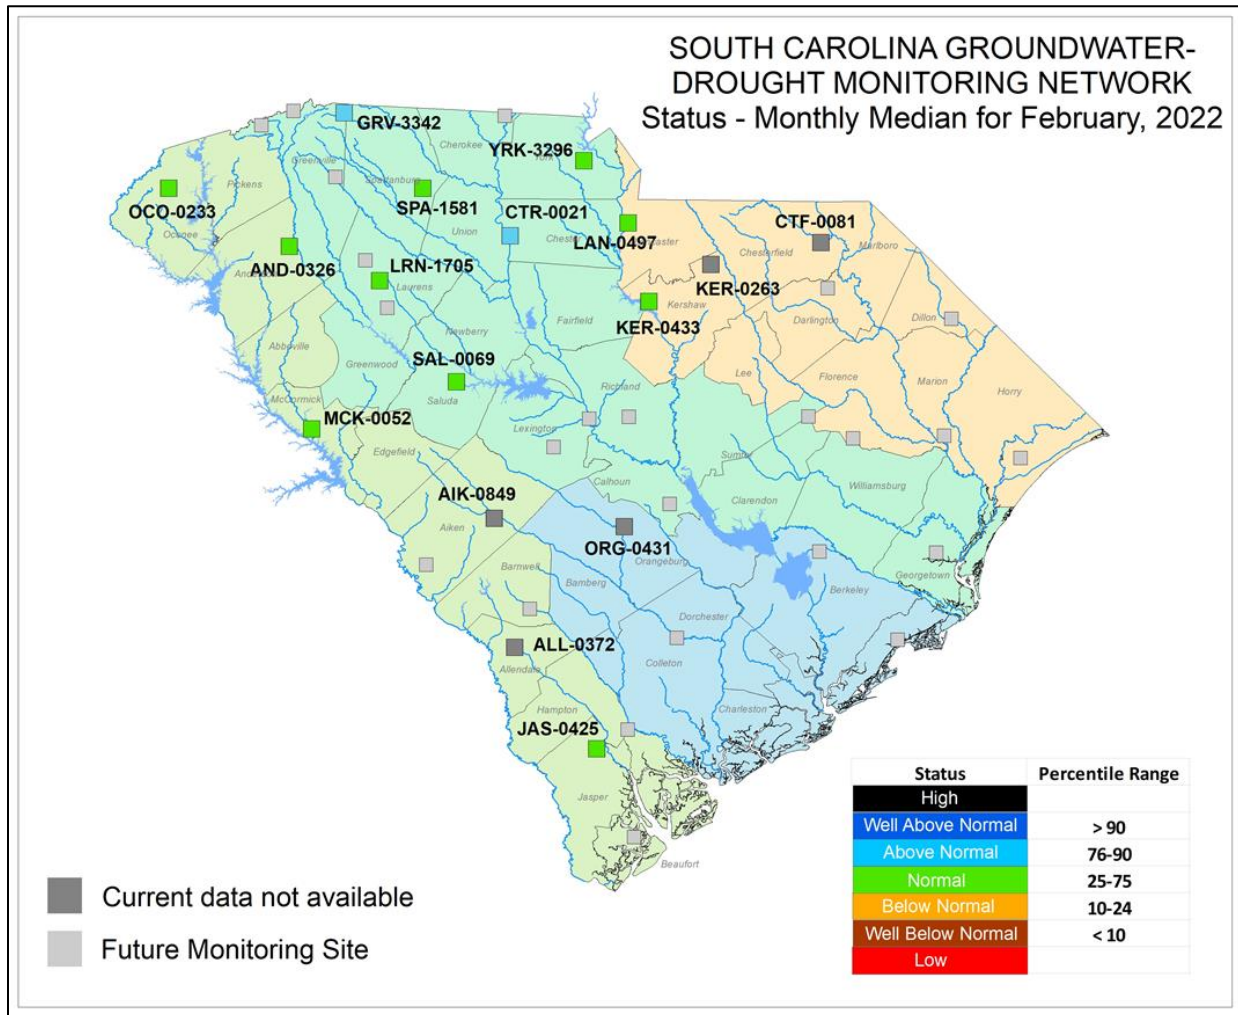 SOUTH CAROLINA GROUNDWATER-
DROUGHT MONITORING NETWORK
Status - Monthly Median for February, 2022
GRV-3342
Cherokee
YRK-3296
York
Greenville
Spartanburg
Pickens
OCO-0233
Oconee
SPA-1581
Union
CTR-0021
Chester
LAN-0497
Lancaster
CTF-0081
Chesterfield
Marlboro
AND-0326
Anderson
LRN-1705
Laurens
KER-0263
Kershaw
KER-0433
Darlington
Dillon
Fairfield
Newberry
Abbeville
Greenwood
SAL-0069
Saluda
Lee
Florence
Marion
Horry
Richland
McCormick
MCK-0052
Lexington
Edgefield
Sumter
Calhoun
Clarendon
Williamsburg
AIK-0849
Aiken
ORG-0431
Orangeburg
Barnwell
Bamberg
Georgetown
Berkeley
Dorchester
ALL-0372
Allendale
Colleton
Hampton
Charleston
JAS-0425
Jasper
Beaufort
Status Percentile Range
High
Well Above Normal > 90
Above Normal 76-90
Normal 25-75
Below Normal 10-24
Well Below Normal < 10
Low
Current data not available
Future Monitoring Site